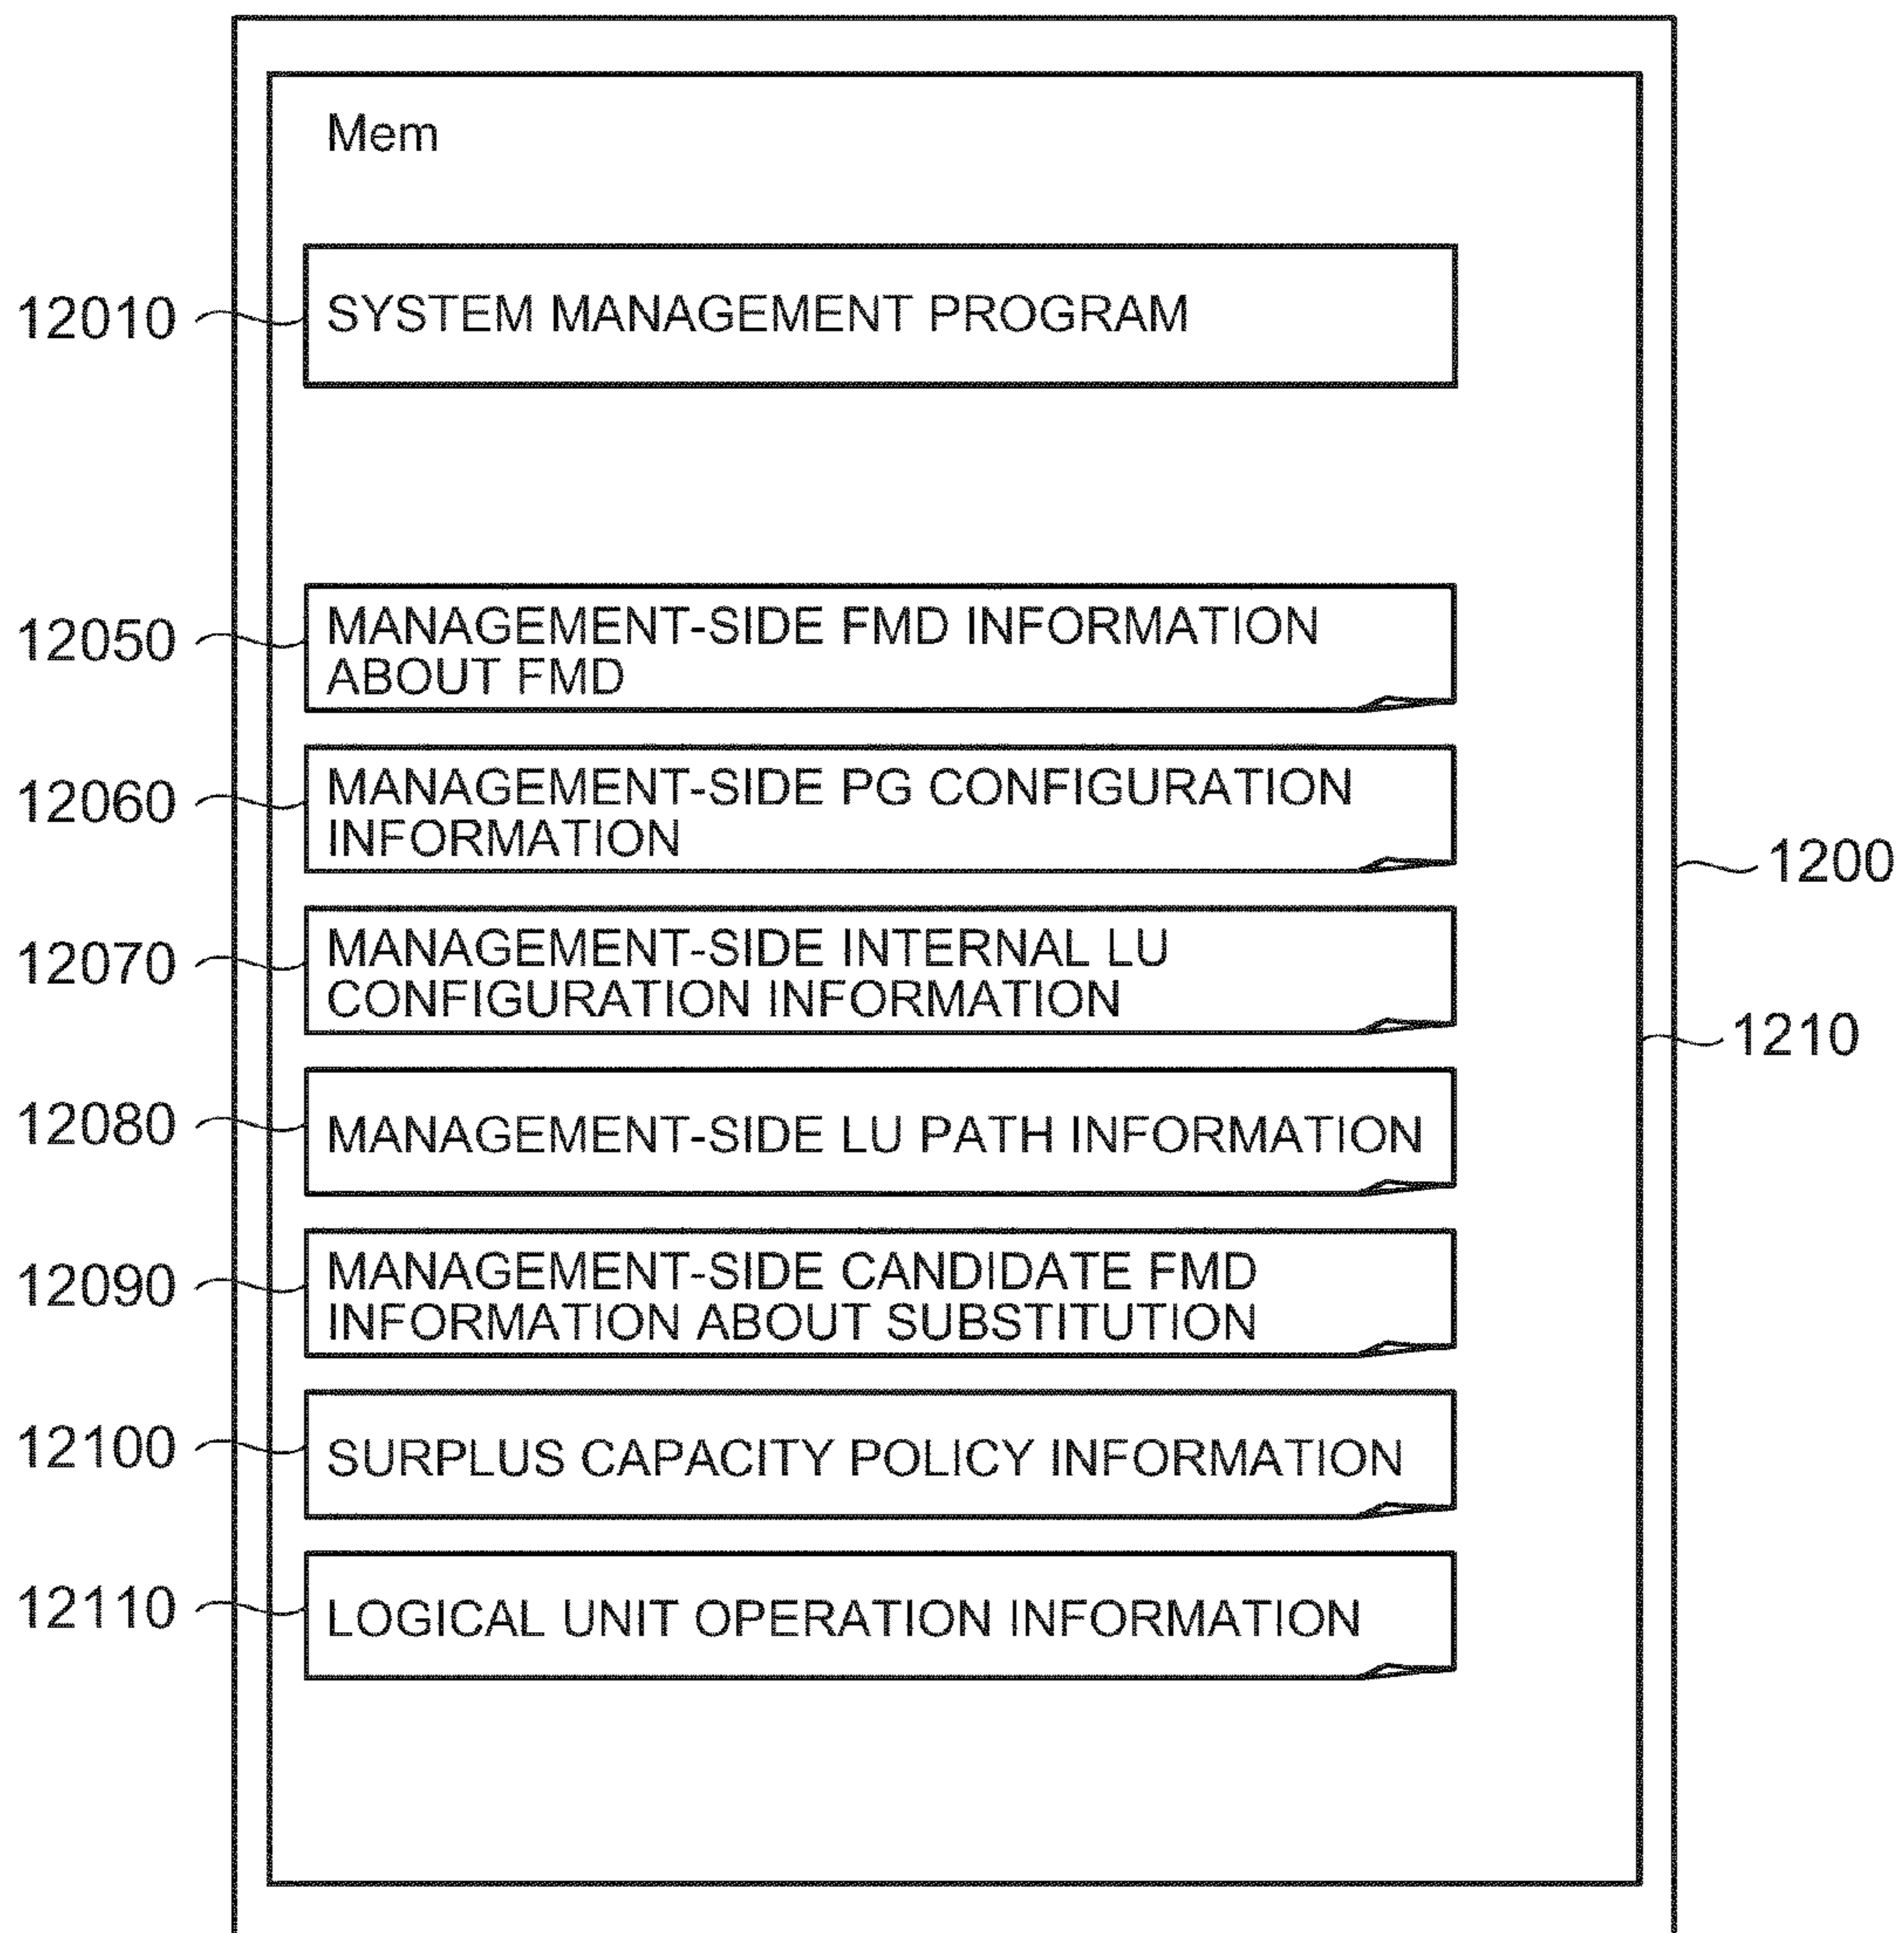 Mem
12010 SYSTEM MANAGEMENT PROGRAM
12050 MANAGEMENT-SIDE FMD INFORMATION
ABOUT FMD
12060 MANAGEMENT-SIDE PG CONFIGURATION
INFORMATION
1200
12070 MANAGEMENT-SIDE INTERNAL LU
CONFIGURATION INFORMATION
1210
12080 MANAGEMENT-SIDE LU PATH INFORMATION
12090 MANAGEMENT-SIDE CANDIDATE FMD
INFORMATION ABOUT SUBSTITUTION
12100 SURPLUS CAPACITY POLICY INFORMATION
12110 LOGICAL UNIT OPERATION INFORMATION